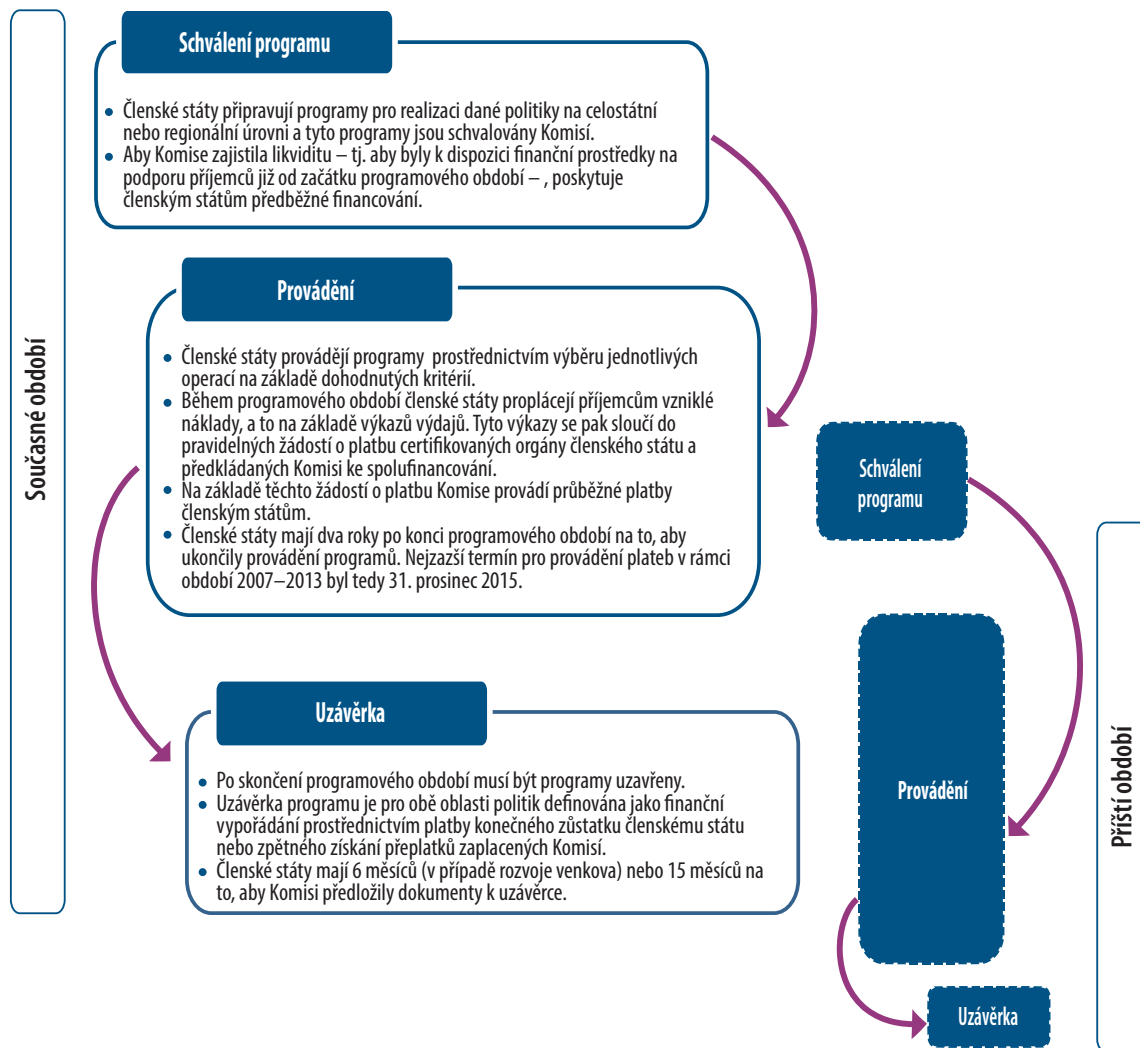 Současné období
Schválení programu
• Členské státy připravují programy pro realizaci dané politiky na celostátní
nebo regionální úrovni a tyto programy jsou schvalovány Komisí.
• Aby Komise zajistila likviditu – tj. aby byly k dispozici finanční prostředky na
podporu příjemců již od začátku programového období – , poskytuje
členským státům předběžné financování.
Provádění
• Členské státy provádějí programy prostřednictvím výběru jednotlivých
operací na základě dohodnutých kritérií.
• Během programového období členské státy proplácejí příjemcům vzniklé
náklady, a to na základě výkazů výdajů. Tyto výkazy se pak sloučí do
pravidelných žádostí o platbu certifikovaných orgány členského státu a
předkládaných Komisi ke spolufinancování.
• Na základě těchto žádostí o platbu Komise provádí průběžné platby
členským státům.
• Členské státy mají dva roky po konci programového období na to, aby
ukončily provádění programů. Nejzazší termín pro provádění plateb v rámci
období 2007–2013 byl tedy 31. prosinec 2015.
Uzávěrka
• Po skončení programového období musí být programy uzavřeny.
• Uzávěrka programu je pro obě oblasti politik definována jako finanční
vypořádání prostřednictvím platby konečného zůstatku členskému státu
nebo zpětného získání přeplatků zaplacených Komisí.
• Členské státy mají 6 měsíců (v případě rozvoje venkova) nebo 15 měsíců na
to, aby Komisi předložily dokumenty k uzávěrce.
Schválení
programu
Provádění
Uzávěrka
Příští období